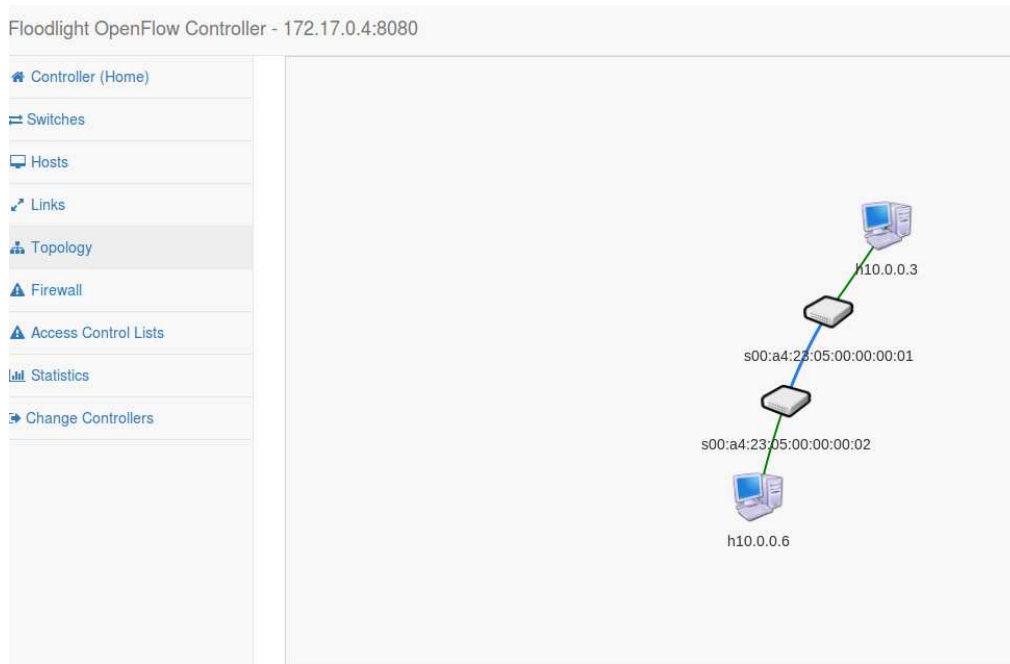 Floodlight OpenFlow Controller - 172.17.0.4:8080
Controller (Home)
Switches
Hosts
Links
Topology
Firewall
Access Control Lists
Statistics
Change Controllers
h10.0.0.3
s00:a4:23:05:00:00:00:01
s00:a4:23:05:00:00:00:02
h10.0.0.6